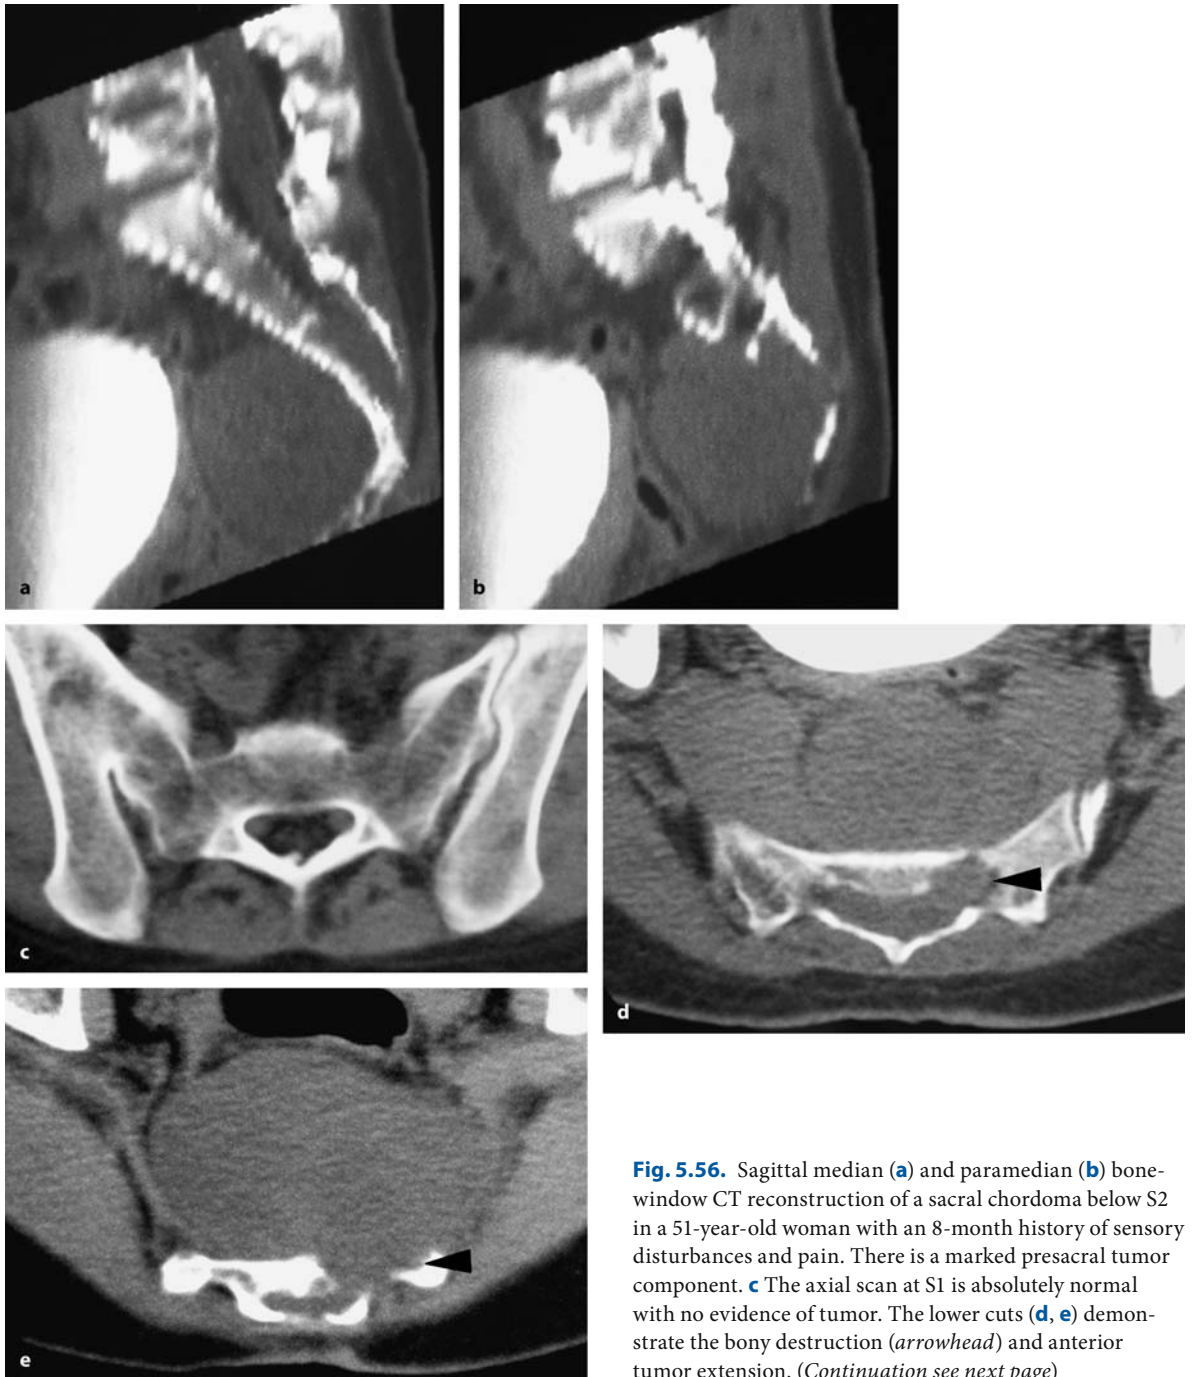 a
b
c
d
e
Fig. 5.56. Sagittal median (a) and paramedian (b) bone-
window CT reconstruction of a sacral chordoma below S2
in a 51-year-old woman with an 8-month history of sensory
disturbances and pain. There is a marked presacral tumor
component. c The axial scan at S1 is absolutely normal
with no evidence of tumor. The lower cuts (d, e) demon-
strate the bony destruction (arrowhead) and anterior
tumor extension. (Continuation see next page)